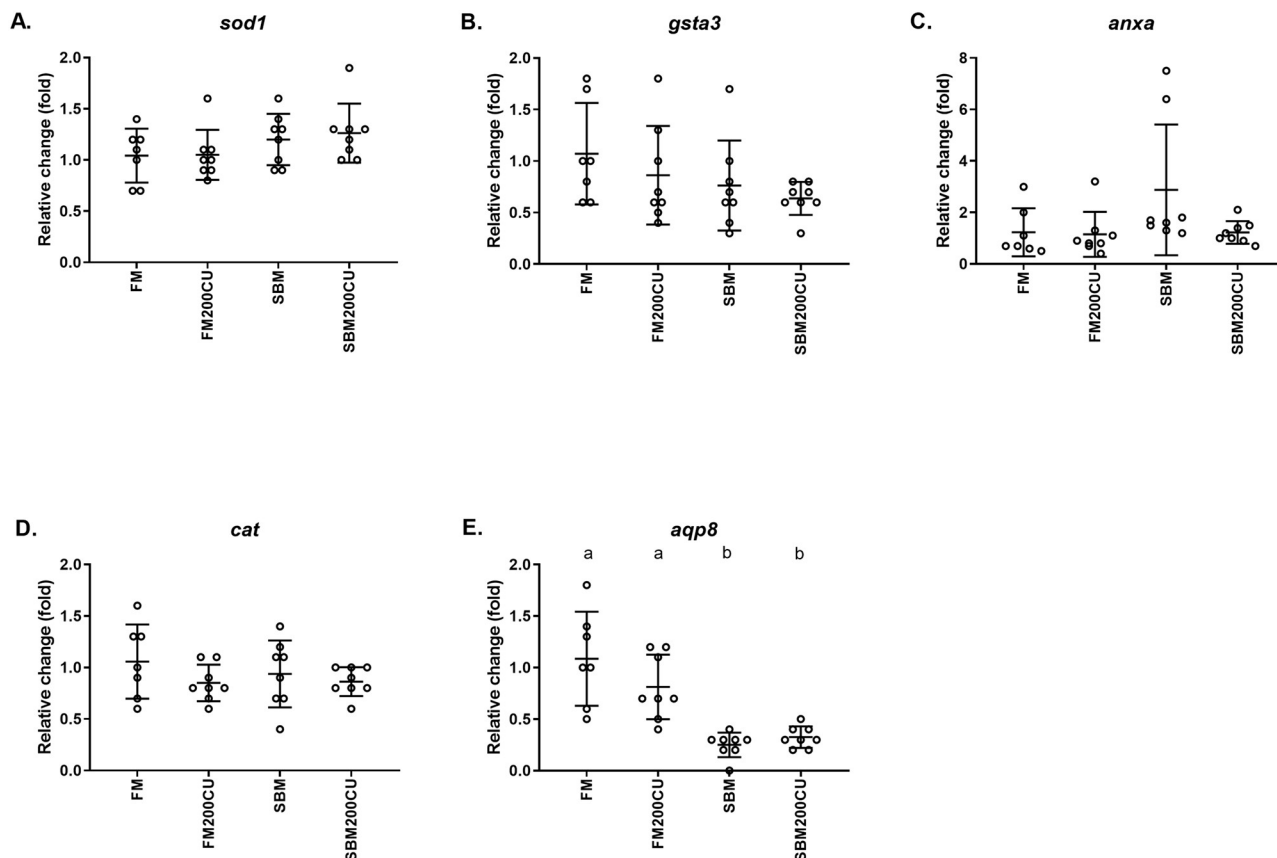 A. sod1
Relative change (fold)
2.0
1.5
1.0
0.5
0.0
FM
FM200CU
SBM
SBM200CU
B. gsta3
Relative change (fold)
2.0
1.5
1.0
0.5
0.0
FM
FM200CU
SBM
SBM200CU
C. anxa
Relative change (fold)
8
6
4
2
0
FM
FM200CU
SBM
SBM200CU
D. cat
Relative change (fold)
2.0
1.5
1.0
0.5
0.0
FM
FM200CU
SBM
SBM200CU
E. aqp8
a a b b
Relative change (fold)
2.0
1.5
1.0
0.5
0.0
FM
FM200CU
SBM
SBM200CU